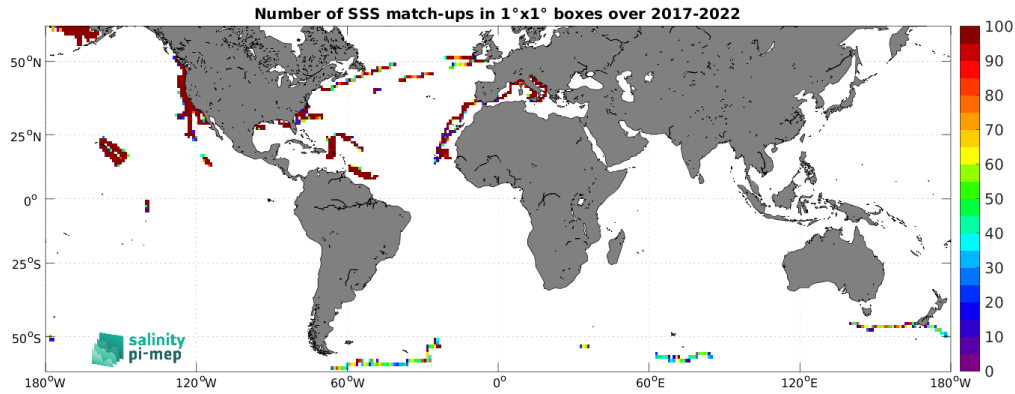 Number of SSS match-ups in 1°x1° boxes over 2017-2022
50°N
25°N
0°
25°S
50°S
180°W
120°W
60°W
0°
60°E
120°E
180°W
100
90
80
70
60
50
40
30
20
10
0
salinity
pi-mep